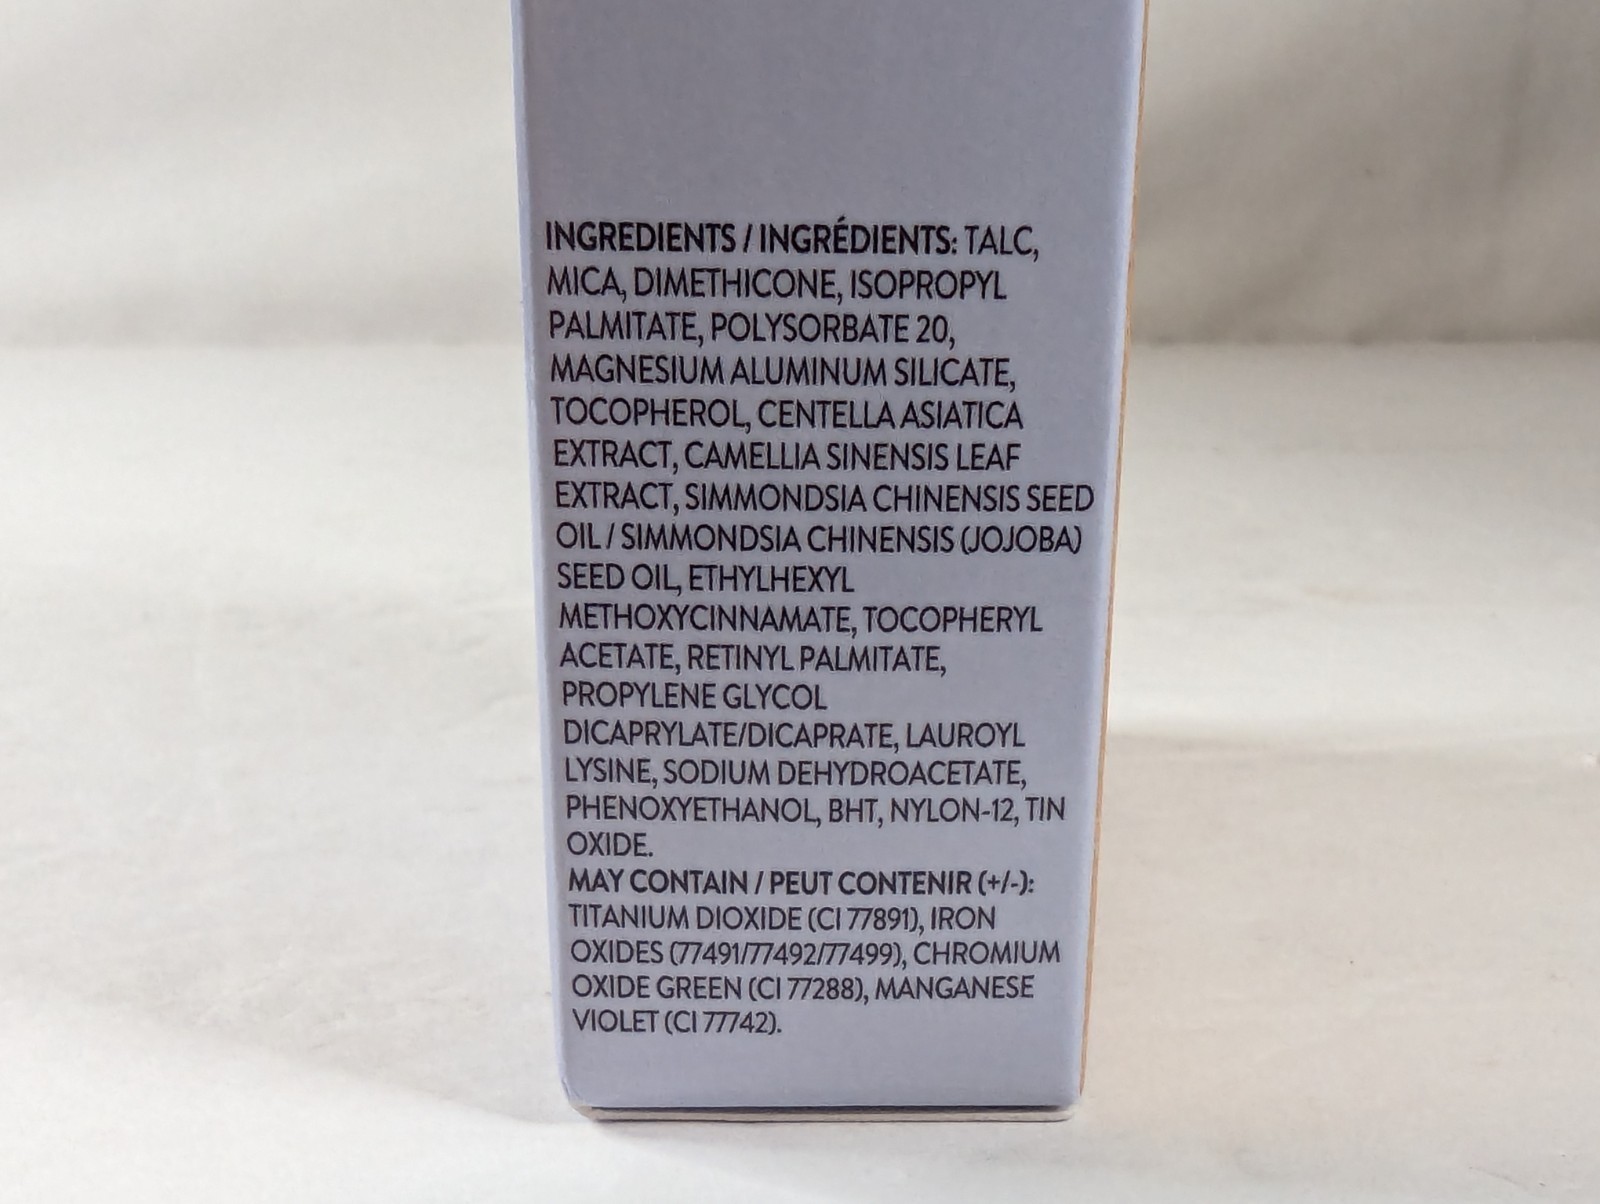 INGREDIENTS / INGRÉDIENTS: TALC,
MICA, DIMETHICONE, ISOPROPYL
PALMITATE, POLYSORBATE 20,
MAGNESIUM ALUMINUM SILICATE,
TOCOPHEROL, CENTELLA ASIATICA
EXTRACT, CAMELLIA SINENSIS LEAF
EXTRACT, SIMMONDSIA CHINENSIS SEED
OIL / SIMMONDSIA CHINENSIS (JOJOBA)
SEED OIL, ETHYLHEXYL
METHOXYCINNAMATE, TOCOPHERYL
ACETATE, RETINYL PALMITATE,
PROPYLENE GLYCOL
DICAPRYLATE/DICAPRATE, LAUROYL
LYSINE, SODIUM DEHYDROACETATE,
PHENOXYETHANOL, BHT, NYLON-12, TIN
OXIDE.
MAY CONTAIN / PEUT CONTENIR (+/-):
TITANIUM DIOXIDE (CI 77891), IRON
OXIDES (77491/77492/77499), CHROMIUM
OXIDE GREEN (CI 77288), MANGANESE
VIOLET (CI 77742).